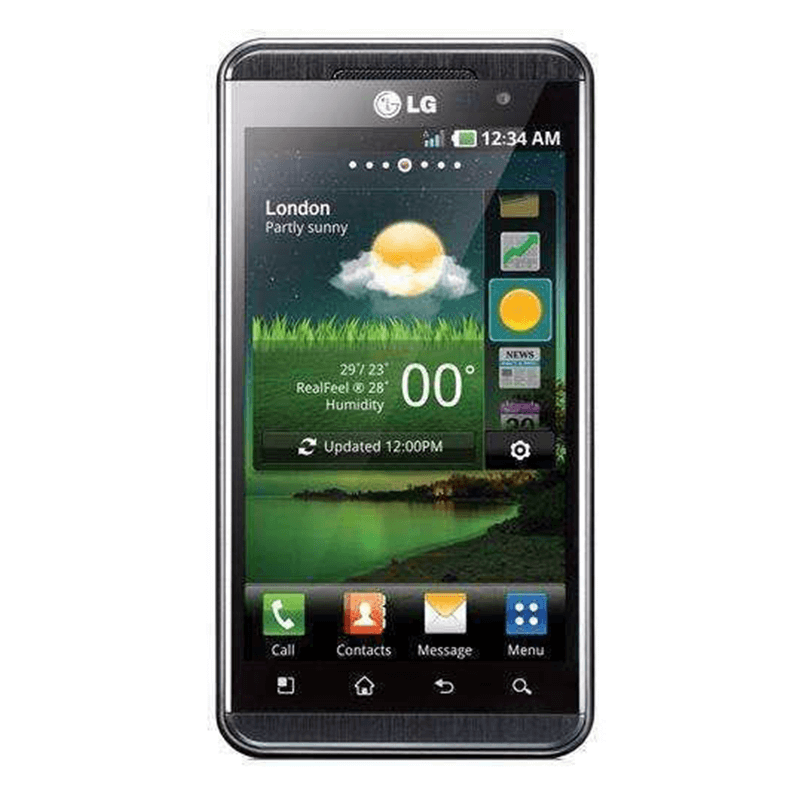 LG
12:34 AM
London
Partly sunny
NEWS
29°/ 23°
RealFeel ® 28°
Humidity
00°
30
Updated 12:00PM
Call
Contacts
Message
Menu